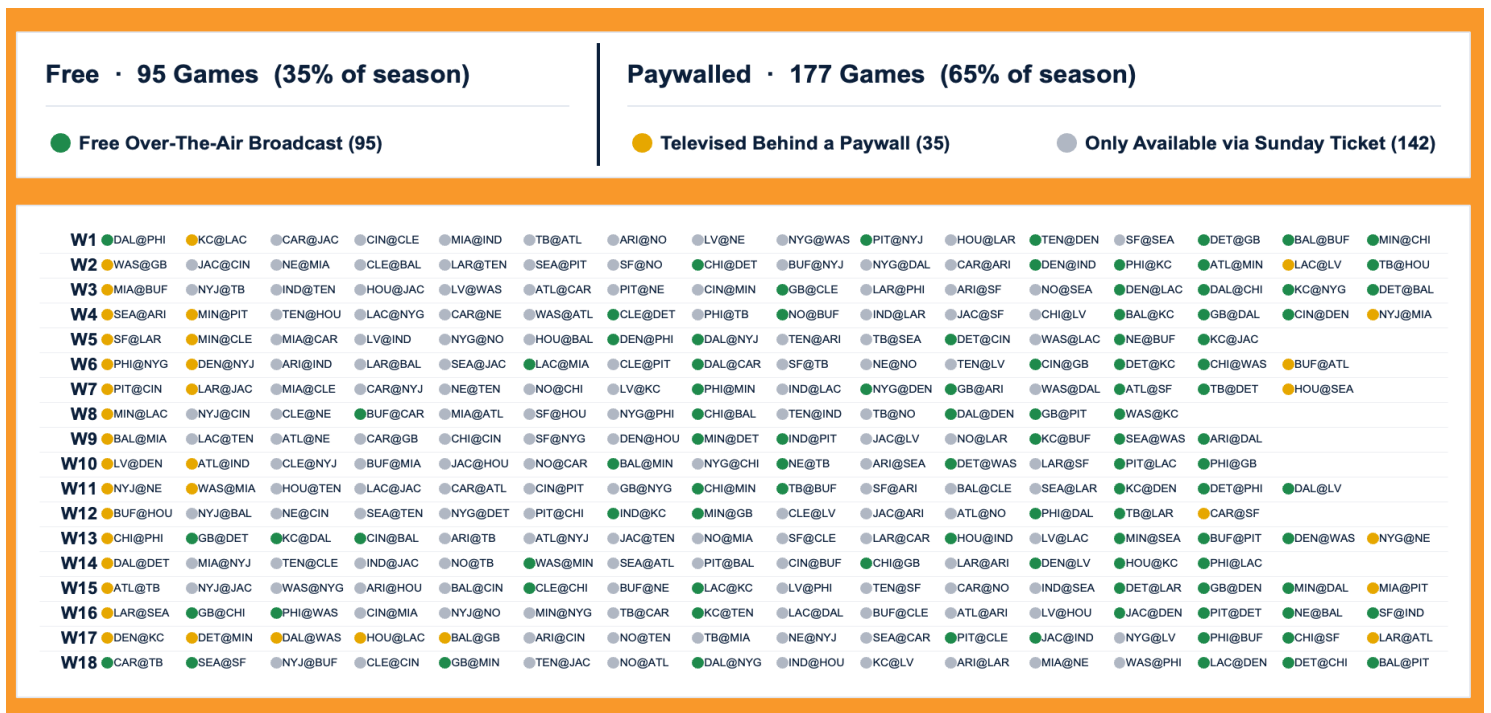 Free · 95 Games (35% of season)
Paywalled · 177 Games (65% of season)
Free Over-The-Air Broadcast (95)
Televised Behind a Paywall (35)
Only Available via Sunday Ticket (142)
W1 DAL@PHI KC@LAC CAR@JAC CIN@CLE MIA@IND TB@ATL ARI@NO LV@NE NYG@WAS PIT@NYJ HOU@LAR TEN@DEN SF@SEA DET@GB BAL@BUF MIN@CHI
W2 WAS@GB JAC@CIN NE@MIA CLE@BAL LAR@TEN SEA@PIT SF@NO CHI@DET BUF@NYJ NYG@DAL CAR@ARI DEN@IND PHI@KC ATL@MIN LAC@LV TB@HOU
W3 MIA@BUF NYJ@TB IND@TEN HOU@JAC LV@WAS ATL@CAR PIT@NE CIN@MIN GB@CLE LAR@PHI ARI@SF NO@SEA DEN@LAC DAL@CHI KC@NYG DET@BAL
W4 SEA@ARI MIN@PIT TEN@HOU LAC@NYG CAR@NE WAS@ATL CLE@DET PHI@TB NO@BUF IND@LAR JAC@SF CHI@LV BAL@KC GB@DAL CIN@DEN NYJ@MIA
W5 SF@LAR MIN@CLE MIA@CAR LV@IND NYG@NO HOU@BAL DEN@PHI DAL@NYJ TEN@ARI TB@SEA DET@CIN WAS@LAC NE@BUF KC@JAC
W6 PHI@NYG DEN@NYJ ARI@IND LAR@BAL SEA@JAC LAC@MIA CLE@PIT DAL@CAR SF@TB NE@NO TEN@LV CIN@GB DET@KC CHI@WAS BUF@ATL
W7 PIT@CIN LAR@JAC MIA@CLE CAR@NYJ NE@TEN NO@CHI LV@KC PHI@MIN IND@LAC NYG@DEN GB@ARI WAS@DAL ATL@SF TB@DET HOU@SEA
W8 MIN@LAC NYJ@CIN CLE@NE BUF@CAR MIA@ATL SF@HOU NYG@PHI CHI@BAL TEN@IND TB@NO DAL@DEN GB@PIT WAS@KC
W9 BAL@MIA LAC@TEN ATL@NE CAR@GB CHI@CIN SF@NYG DEN@HOU MIN@DET IND@PIT JAC@LV NO@LAR KC@BUF SEA@WAS ARI@DAL
W10 LV@DEN ATL@IND CLE@NYJ BUF@MIA JAC@HOU NO@CAR BAL@MIN NYG@CHI NE@TB ARI@SEA DET@WAS LAR@SF PIT@LAC PHI@GB
W11 NYJ@NE WAS@MIA HOU@TEN LAC@JAC CAR@ATL CIN@PIT GB@NYG CHI@MIN TB@BUF SF@ARI BAL@CLE SEA@LAR KC@DEN DET@PHI DAL@LV
W12 BUF@HOU NYJ@BAL NE@CIN SEA@TEN NYG@DET PIT@CHI IND@KC MIN@GB CLE@LV JAC@ARI ATL@NO PHI@DAL TB@LAR CAR@SF
W13 CHI@PHI GB@DET KC@DAL CIN@BAL ARI@TB ATL@NYJ JAC@TEN NO@MIA SF@CLE LAR@CAR HOU@IND LV@LAC MIN@SEA BUF@PIT DEN@WAS NYG@NE
W14 DAL@DET MIA@NYJ TEN@CLE IND@JAC NO@TB WAS@MIN SEA@ATL PIT@BAL CIN@BUF CHI@GB LAR@ARI DEN@LV HOU@KC PHI@LAC
W15 ATL@TB NYJ@JAC WAS@NYG ARI@HOU BAL@CIN CLE@CHI BUF@NE LAC@KC LV@PHI TEN@SF CAR@NO IND@SEA DET@LAR GB@DEN MIN@DAL MIA@PIT
W16 LAR@SEA GB@CHI PHI@WAS CIN@MIA NYJ@NO MIN@NYG TB@CAR KC@TEN LAC@DAL BUF@CLE ATL@ARI LV@HOU JAC@DEN PIT@DET NE@BAL SF@IND
W17 DEN@KC DET@MIN DAL@WAS HOU@LAC BAL@GB ARI@CIN NO@TEN TB@MIA NE@NYJ SEA@CAR PIT@CLE JAC@IND NYG@LV PHI@BUF CHI@SF LAR@ATL
W18 CAR@TB SEA@SF NYJ@BUF CLE@CIN GB@MIN TEN@JAC NO@ATL DAL@NYG IND@HOU KC@LV ARI@LAR MIA@NE WAS@PHI LAC@DEN DET@CHI BAL@PIT